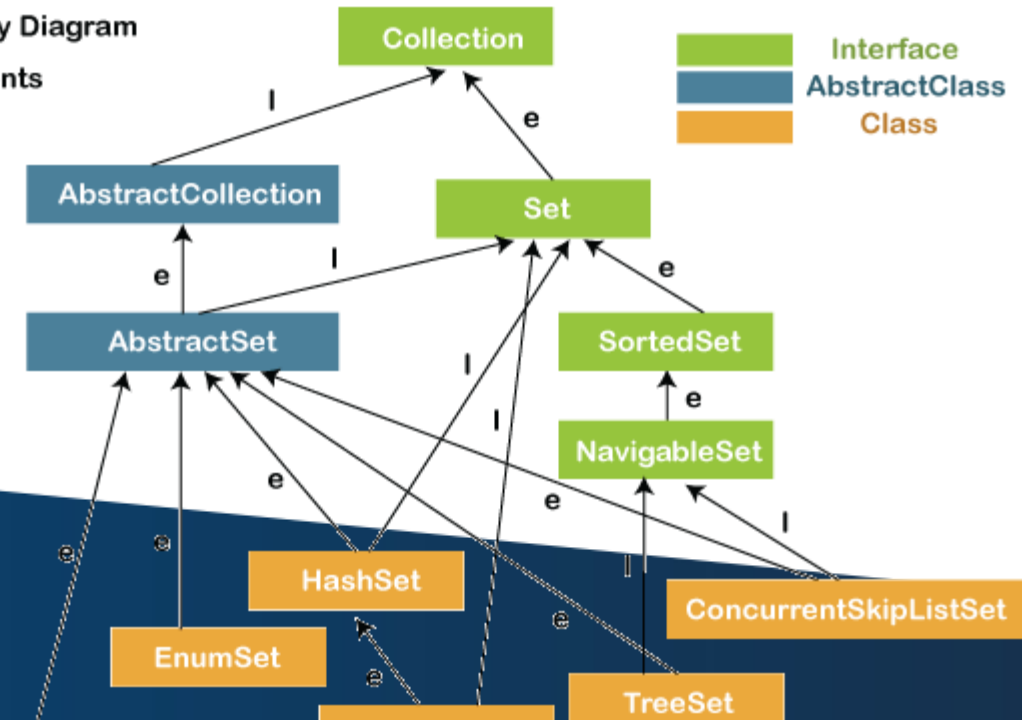 y Diagram
nts
Collection
Interface
AbstractClass
Class
I
e
AbstractCollection
Set
e
I
e
AbstractSet
SortedSet
I
e
I
NavigableSet
e
e
I
e
e
I
HashSet
ConcurrentSkipListSet
e
EnumSet
e
TreeSet